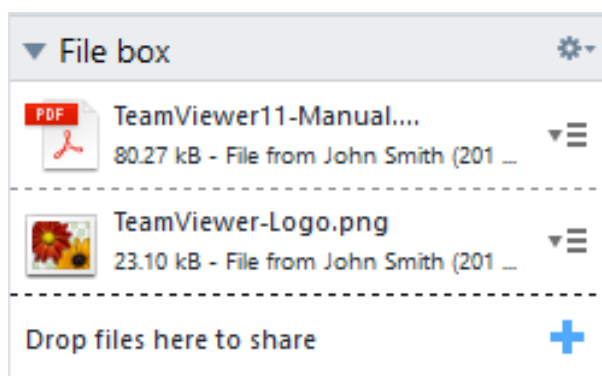 File box
PDF
TeamViewer11-Manual....
80.27 kB - File from John Smith (201 ...
TeamViewer-Logo.png
23.10 kB - File from John Smith (201 ...
Drop files here to share